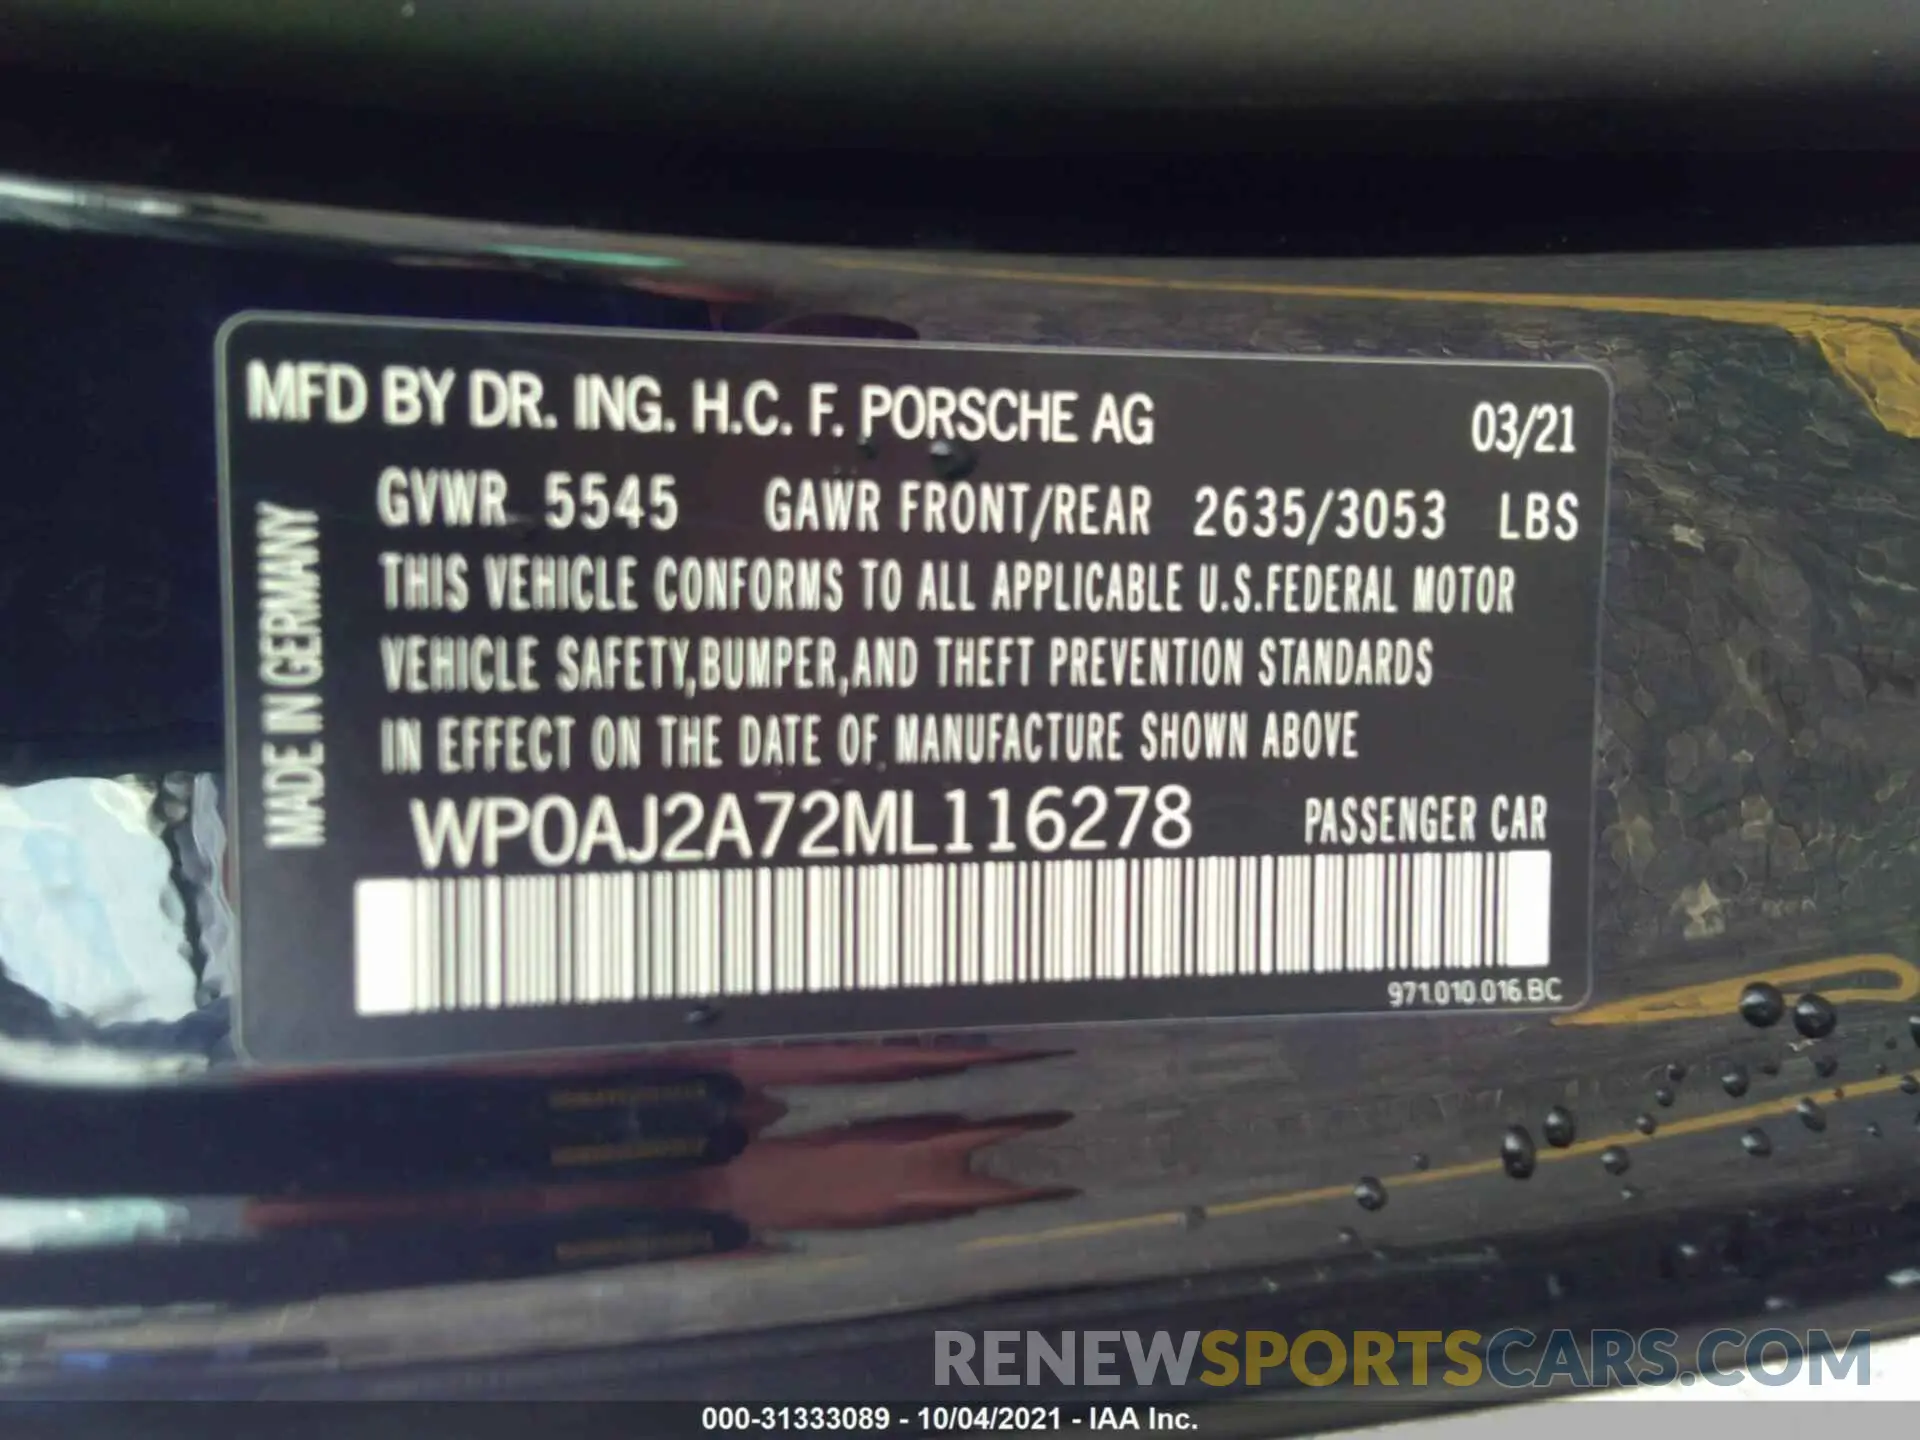 MFD BY DR. ING. H.C. F. PORSCHE AG 03/21
GVWR 5545 GAWR FRONT/REAR 2635/3053 LBS
THIS VEHICLE CONFORMS TO ALL APPLICABLE U.S.FEDERAL MOTOR
VEHICLE SAFETY,BUMPER,AND THEFT PREVENTION STANDARDS
IN EFFECT ON THE DATE OF MANUFACTURE SHOWN ABOVE
MADE IN GERMANY
WP0AJ2A72ML116278 PASSENGER CAR
971.010.016.BC
RENEWSPORTSCARS.COM
000-31333089 - 10/04/2021 - IAA Inc.